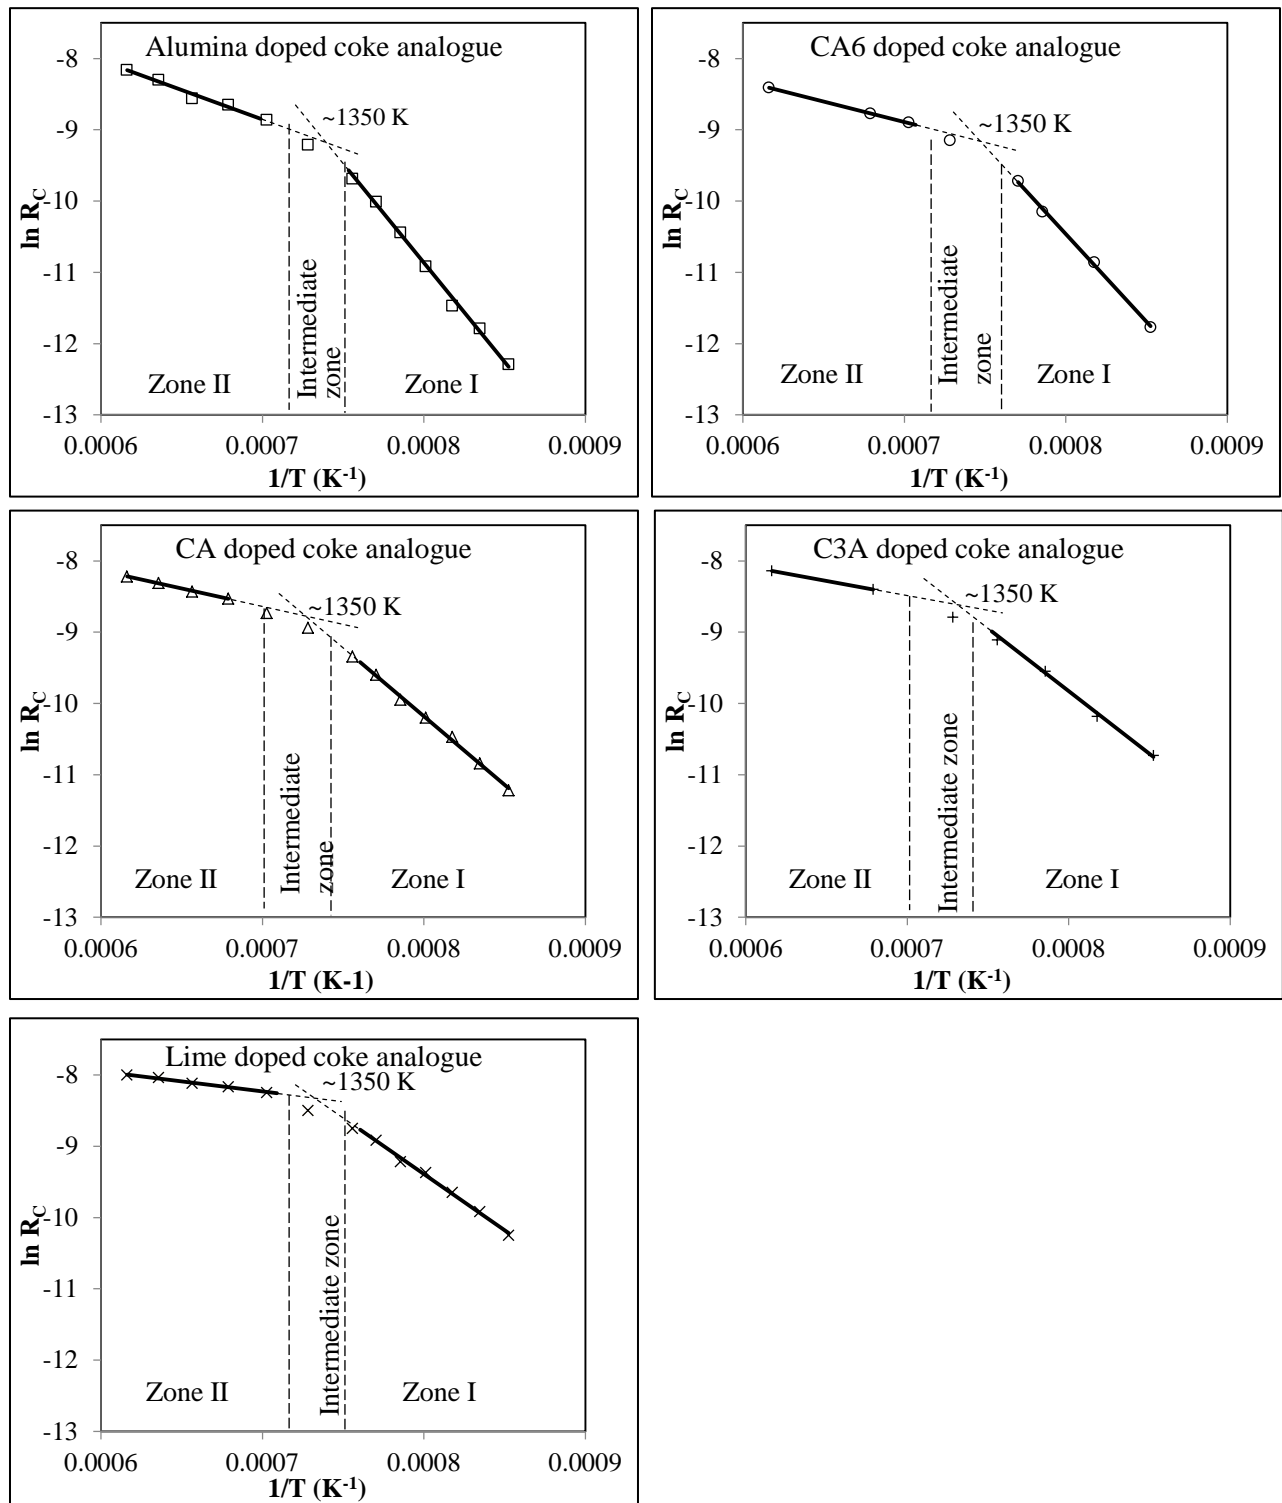 Alumina doped coke analogue
~1350 K
-8
-9
-10
-11
-12
-13
ln R_C
Zone II
Intermediate
zone
Zone I
0.0006
0.0007
0.0008
0.0009
1/T (K⁻¹)
CA6 doped coke analogue
~1350 K
-8
-9
-10
-11
-12
-13
ln R_C
Zone II
Intermediate
zone
Zone I
0.0006
0.0007
0.0008
0.0009
1/T (K⁻¹)
CA doped coke analogue
~1350 K
-8
-9
-10
-11
-12
-13
ln R_C
Zone II
Intermediate
zone
Zone I
0.0006
0.0007
0.0008
0.0009
1/T (K-1)
C3A doped coke analogue
~1350 K
-8
-9
-10
-11
-12
-13
ln R_C
Zone II
Intermediate zone
Zone I
0.0006
0.0007
0.0008
0.0009
1/T (K⁻¹)
Lime doped coke analogue
~1350 K
-8
-9
-10
-11
-12
-13
ln R_C
Zone II
Intermediate zone
Zone I
0.0006
0.0007
0.0008
0.0009
1/T (K⁻¹)